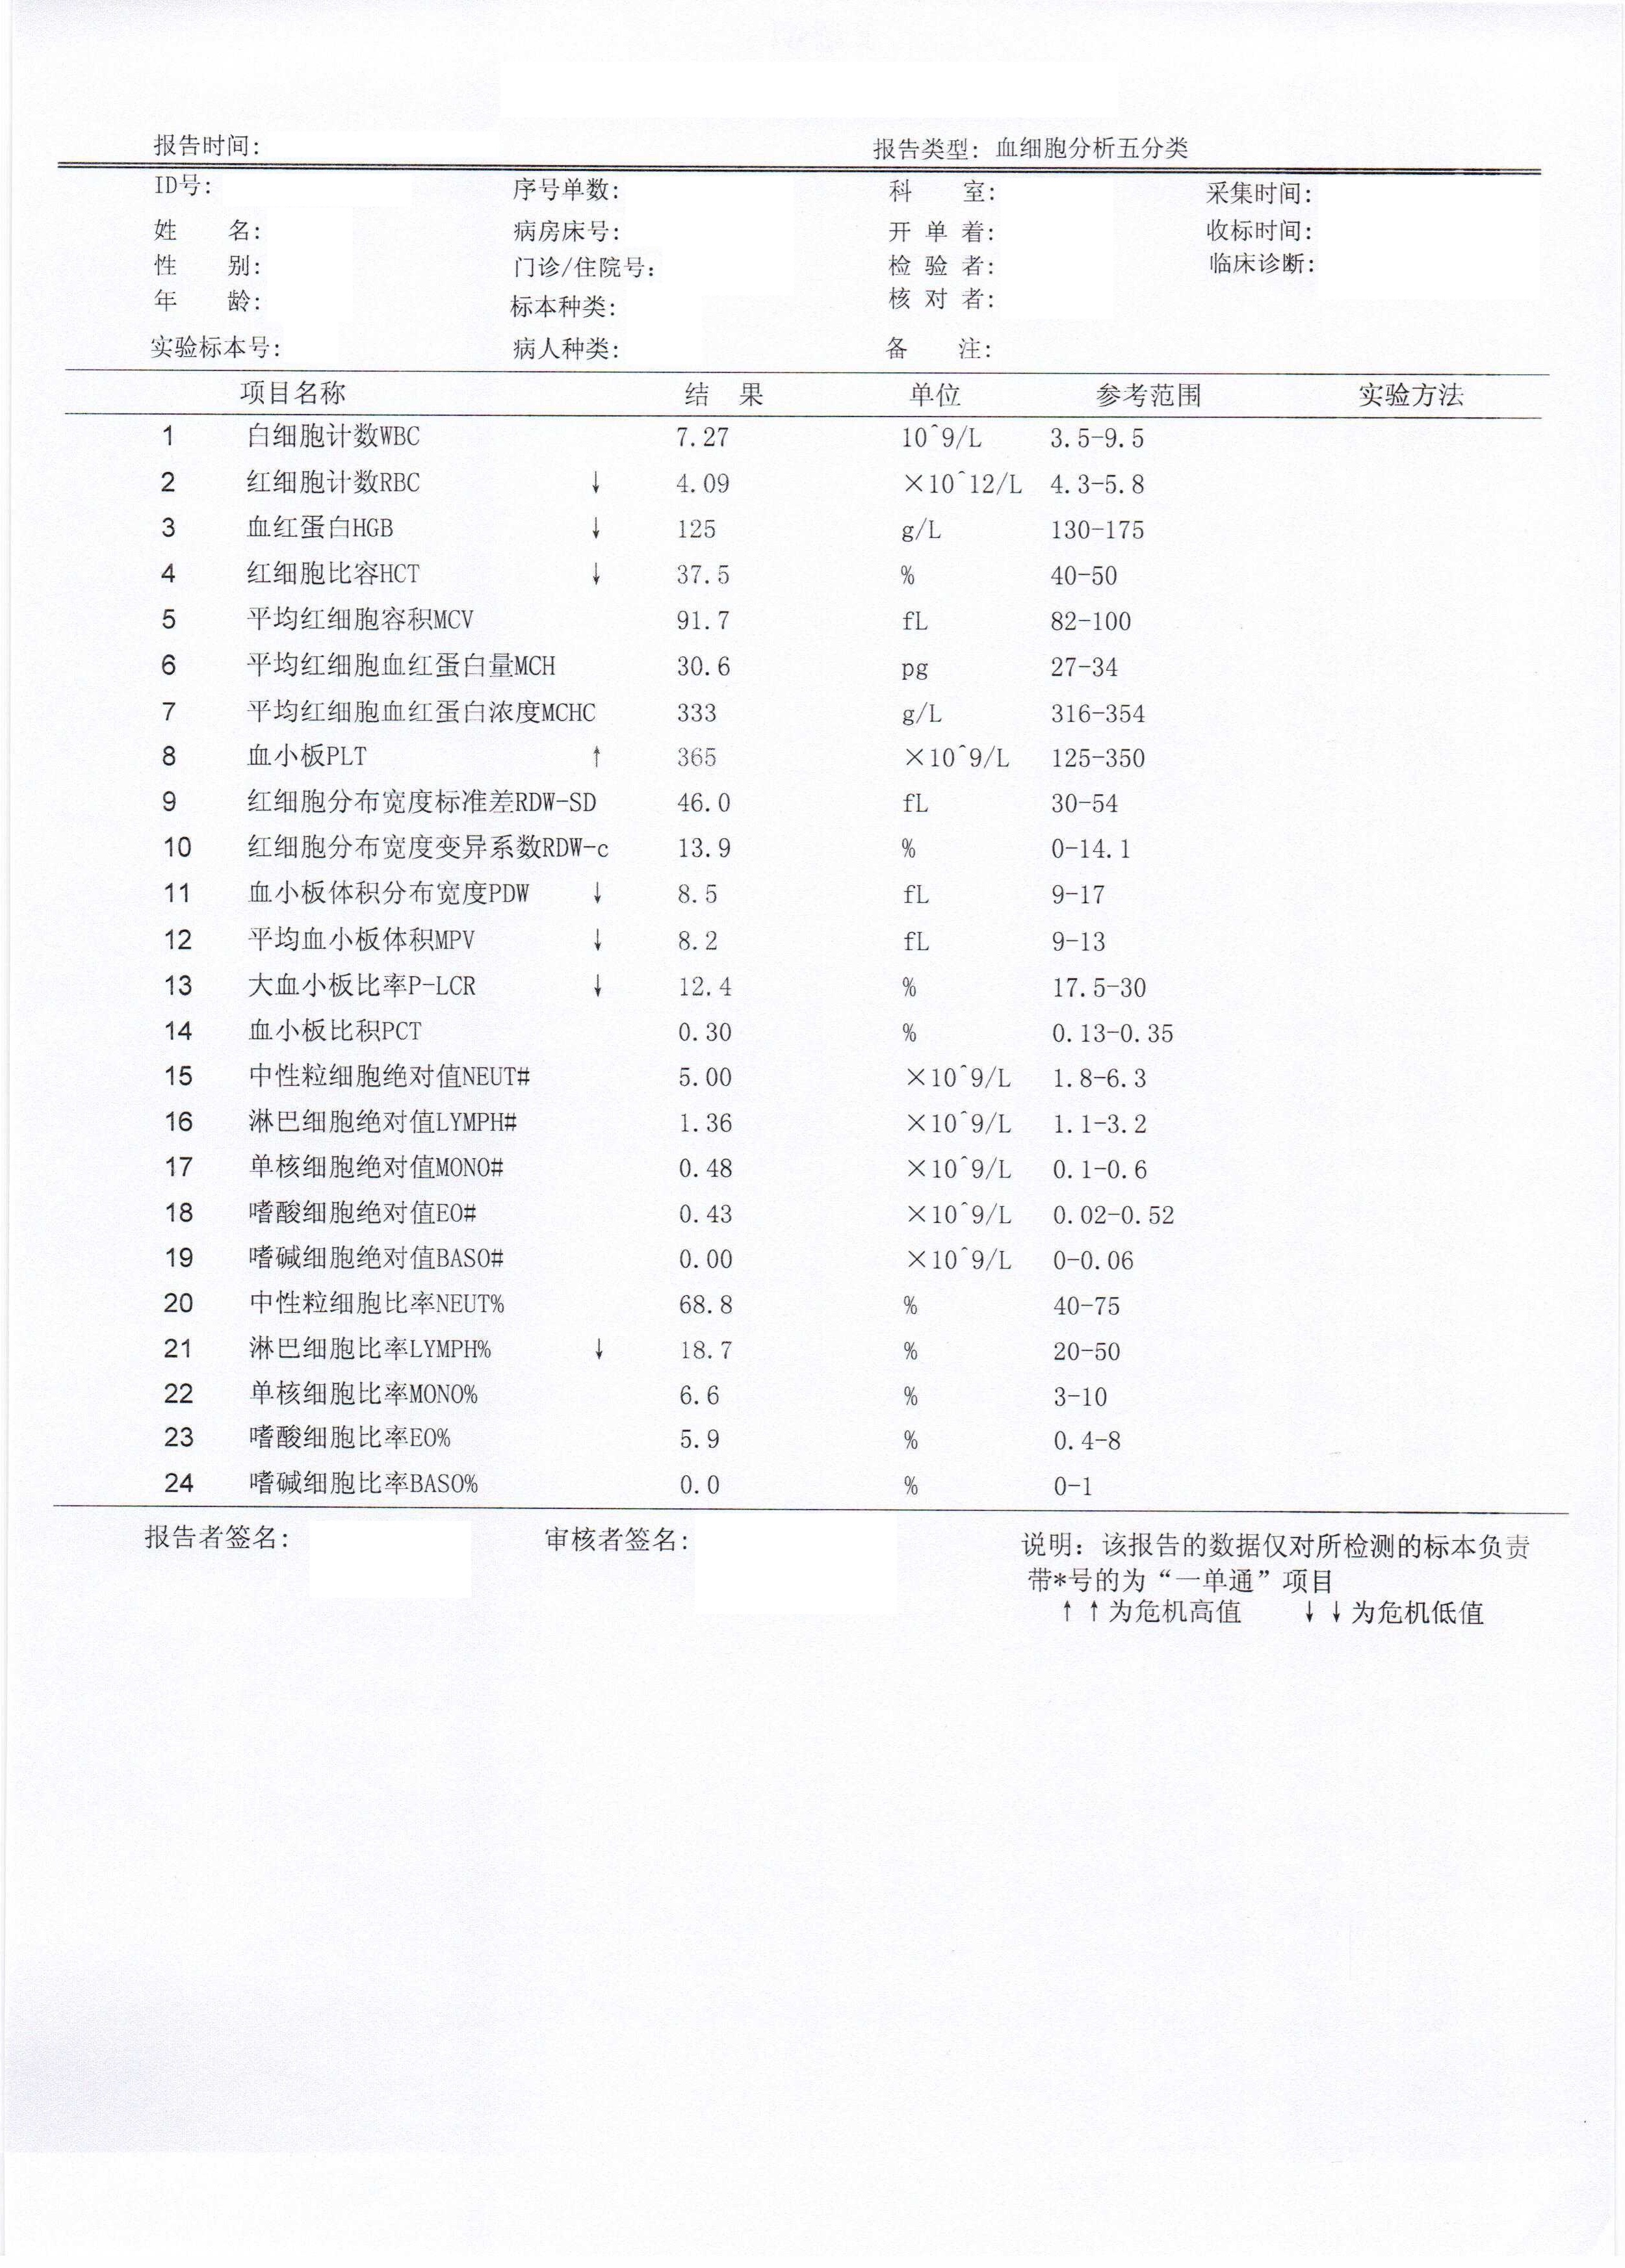 报告时间: 报告类型: 血细胞分析五分类
ID号: 序号单数: 科 室: 采集时间:
姓 名: 病房床号: 开 单 着: 收标时间:
性 别: 门诊/住院号: 检 验 者: 临床诊断:
年 龄: 标本种类: 核 对 者:
实验标本号: 病人种类: 备 注:
项目名称 结 果 单位 参考范围 实验方法
1 白细胞计数WBC 7.27 10^9/L 3.5-9.5
2 红细胞计数RBC ↓ 4.09 ×10^12/L 4.3-5.8
3 血红蛋白HGB ↓ 125 g/L 130-175
4 红细胞比容HCT ↓ 37.5 % 40-50
5 平均红细胞容积MCV 91.7 fL 82-100
6 平均红细胞血红蛋白量MCH 30.6 pg 27-34
7 平均红细胞血红蛋白浓度MCHC 333 g/L 316-354
8 血小板PLT ↑ 365 ×10^9/L 125-350
9 红细胞分布宽度标准差RDW-SD 46.0 fL 30-54
10 红细胞分布宽度变异系数RDW-c 13.9 % 0-14.1
11 血小板体积分布宽度PDW ↓ 8.5 fL 9-17
12 平均血小板体积MPV ↓ 8.2 fL 9-13
13 大血小板比率P-LCR ↓ 12.4 % 17.5-30
14 血小板比积PCT 0.30 % 0.13-0.35
15 中性粒细胞绝对值NEUT# 5.00 ×10^9/L 1.8-6.3
16 淋巴细胞绝对值LYMPH# 1.36 ×10^9/L 1.1-3.2
17 单核细胞绝对值MONO# 0.48 ×10^9/L 0.1-0.6
18 嗜酸细胞绝对值EO# 0.43 ×10^9/L 0.02-0.52
19 嗜碱细胞绝对值BASO# 0.00 ×10^9/L 0-0.06
20 中性粒细胞比率NEUT% 68.8 % 40-75
21 淋巴细胞比率LYMPH% ↓ 18.7 % 20-50
22 单核细胞比率MONO% 6.6 % 3-10
23 嗜酸细胞比率EO% 5.9 % 0.4-8
24 嗜碱细胞比率BASO% 0.0 % 0-1
报告者签名: 审核者签名: 说明: 该报告的数据仅对所检测的标本负责
带*号的为“一单通”项目
↑↑为危机高值 ↓↓为危机低值